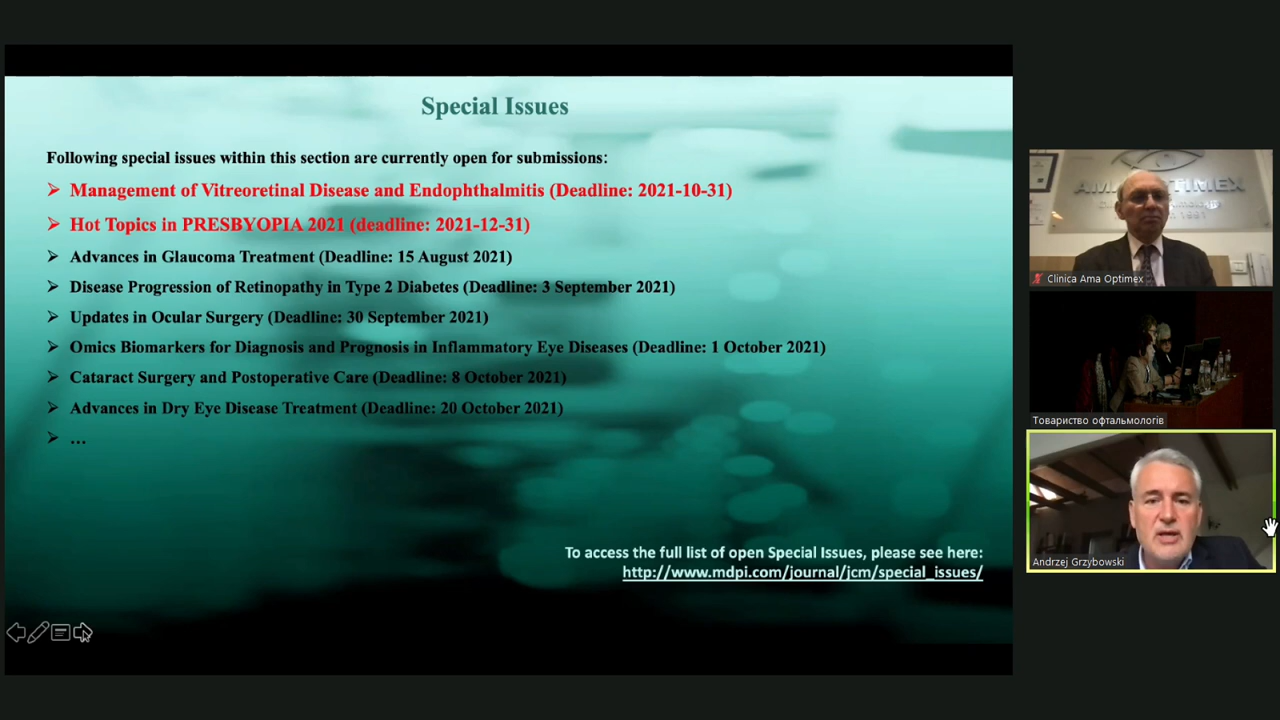 Special Issues
Following special issues within this section are currently open for submissions:
Management of Vitreoretinal Disease and Endophthalmitis (Deadline: 2021-10-31)
Hot Topics in PRESBYOPIA 2021 (deadline: 2021-12-31)
Advances in Glaucoma Treatment (Deadline: 15 August 2021)
Disease Progression of Retinopathy in Type 2 Diabetes (Deadline: 3 September 2021)
Updates in Ocular Surgery (Deadline: 30 September 2021)
Omics Biomarkers for Diagnosis and Prognosis in Inflammatory Eye Diseases (Deadline: 1 October 2021)
Cataract Surgery and Postoperative Care (Deadline: 8 October 2021)
Advances in Dry Eye Disease Treatment (Deadline: 20 October 2021)
...
To access the full list of open Special Issues, please see here:
http://www.mdpi.com/journal/jcm/special_issues/
Clinica Ama Optimex
Товариство офтальмологів
Andrzej Grzybowski